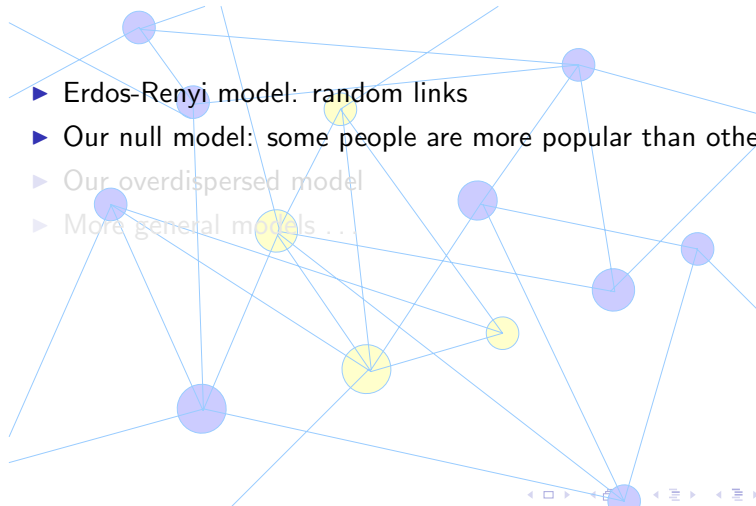 Erdos-Renyi model: random links
Our null model: some people are more popular than othe
Our overdispersed model
More general models . . .